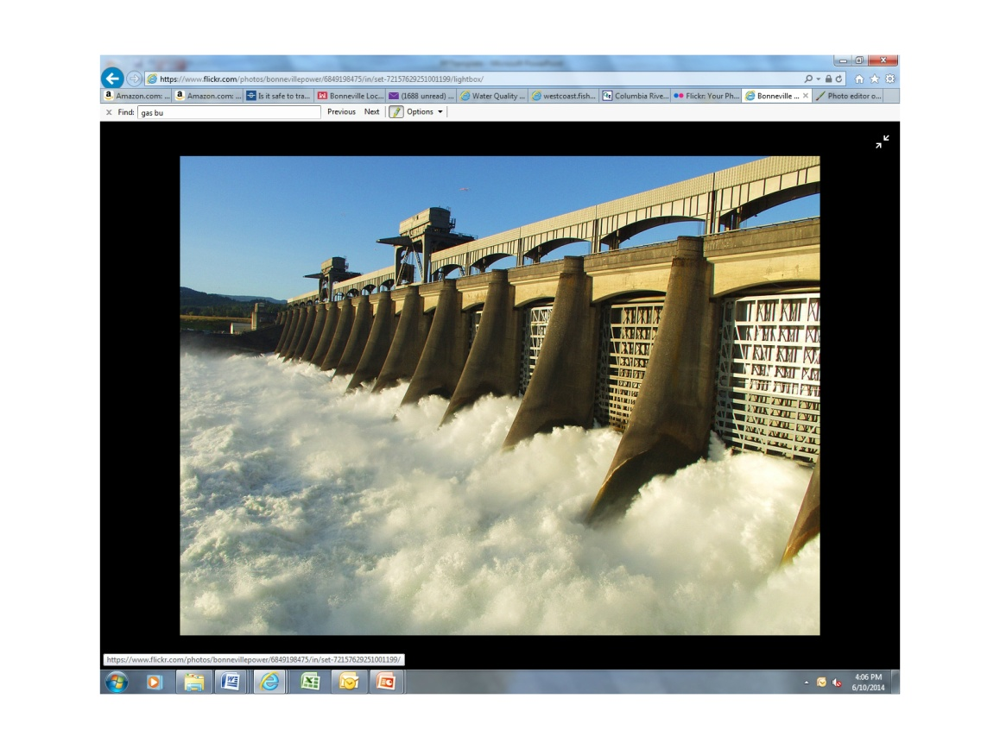 https://www.flickr.com/photos/bonnevillepower/6849198475/in/set-72157629251001199/lightbox/
Amazon.com: ... Amazon.com: ... Is it safe to tra... Bonneville Loc... (1688 unread) ... Water Quality ... westcoast.fish... Columbia Rive... Flickr: Your Ph... Bonneville ... Photo editor o...
Find: gas bu Previous Next Options
https://www.flickr.com/photos/bonnevillepower/6849198475/in/set-72157629251001199/
4:06 PM
6/10/2014